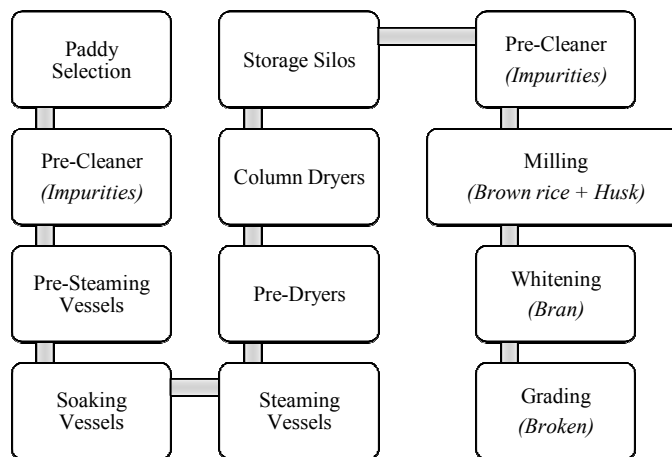 Paddy
Selection
Pre-Cleaner
(Impurities)
Pre-Steaming
Vessels
Soaking
Vessels
Steaming
Vessels
Pre-Dryers
Column Dryers
Storage Silos
Pre-Cleaner
(Impurities)
Milling
(Brown rice + Husk)
Whitening
(Bran)
Grading
(Broken)